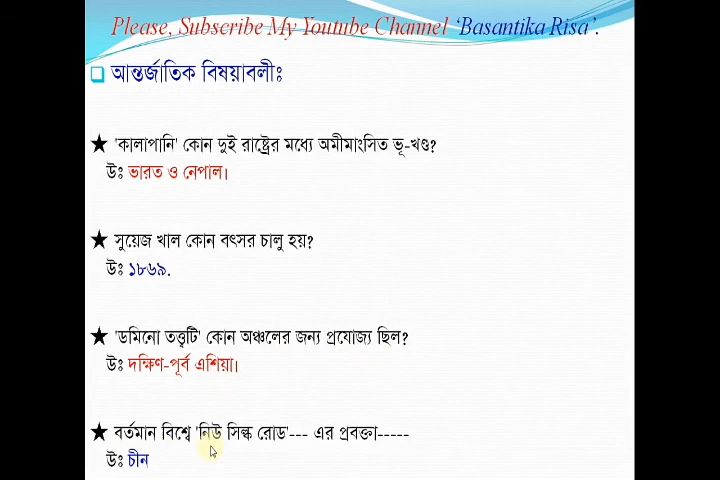 Please, Subscribe My Youtube Channel ‘Basantika Risa’.
আন্তর্জাতিক বিষয়াবলীঃ
★ 'কালাপানি' কোন দুই রাষ্ট্রের মধ্যে অমীমাংসিত ভূ-খণ্ড?
উঃ ভারত ও নেপাল।
★ সুয়েজ খাল কোন বৎসর চালু হয়?
উঃ ১৮৬৯.
★ 'ডমিনো তত্ত্বটি' কোন অঞ্চলের জন্য প্রযোজ্য ছিল?
উঃ দক্ষিণ-পূর্ব এশিয়া।
★ বর্তমান বিশ্বে 'নিউ সিল্ক রোড'--- এর প্রবক্তা-----
উঃ চীন